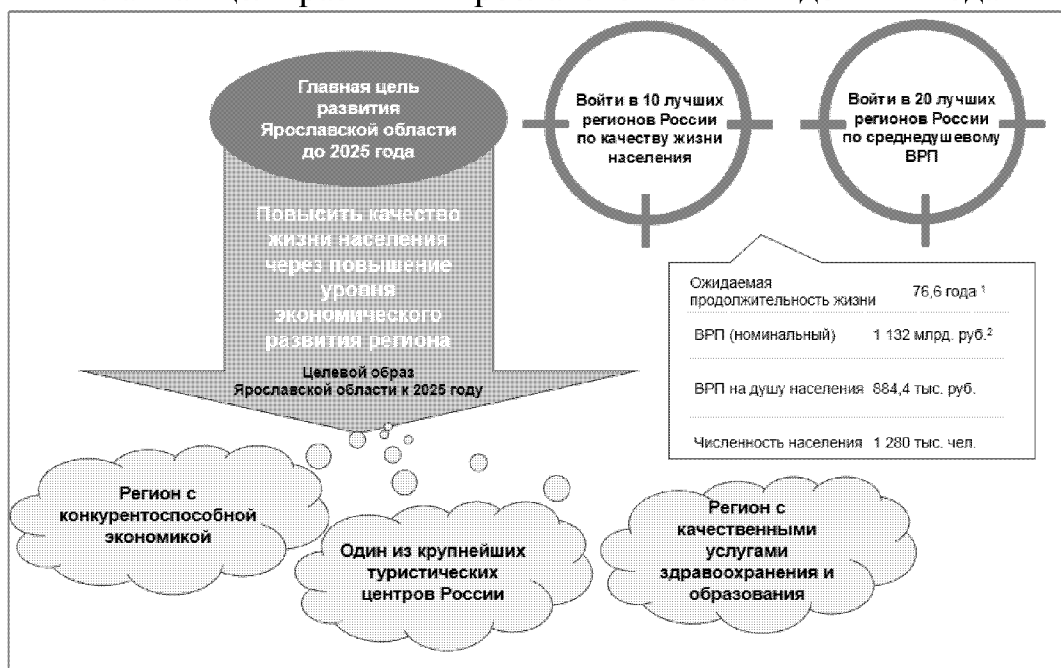 Главная цель
развития
Ярославской области
до 2025 года
Войти в 10 лучших
регионов России
по качеству жизни
населения
Войти в 20 лучших
регионов России
по среднедушевому
ВРП
Повысить качество
жизни населения
через повышение
уровня
экономического
развития региона
Целевой образ
Ярославской области к 2025 году
Ожидаемая
продолжительность жизни 76,6 года ¹
ВРП (номинальный) 1 132 млрд. руб.²
ВРП на душу населения 884,4 тыс. руб.
Численность населения 1 280 тыс. чел.
Регион с
конкурентоспособной
экономикой
Один из крупнейших
туристических
центров России
Регион с
качественными
услугами
здравоохранения и
образования